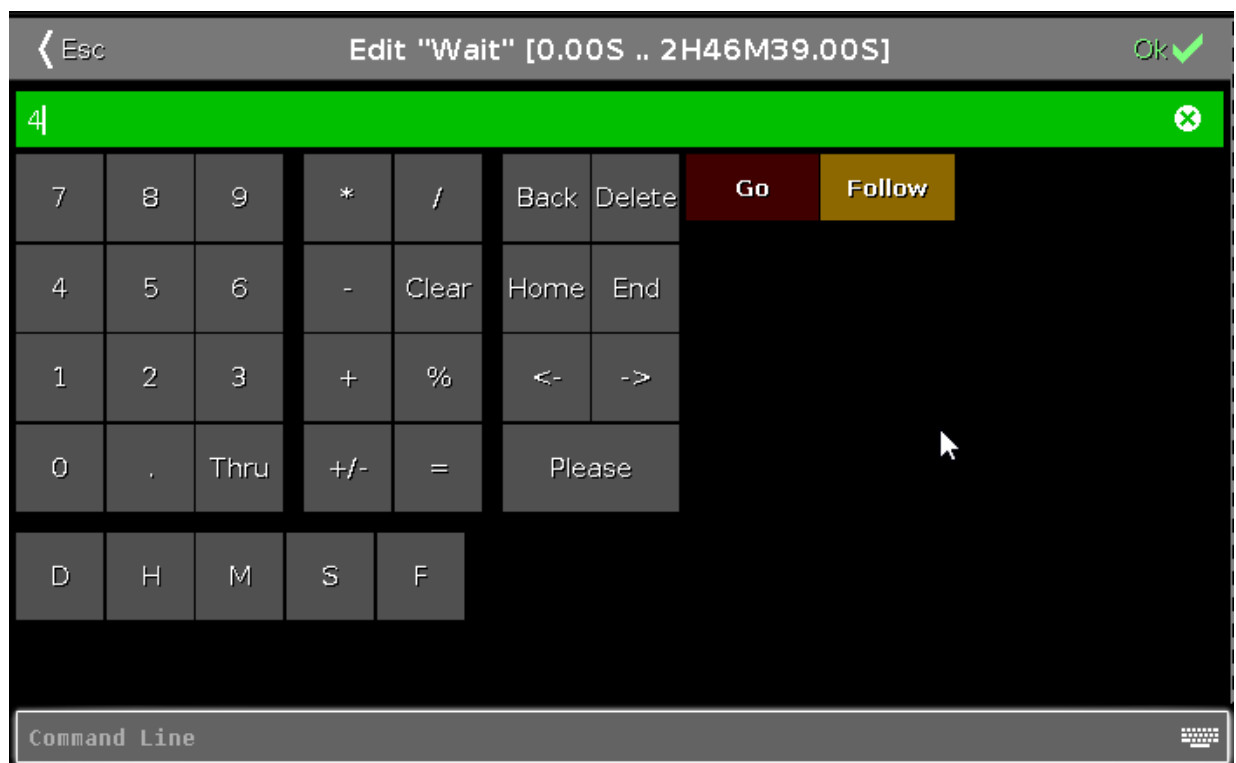 Esc Edit "Wait" [0.00S .. 2H46M39.00S] Ok
4
7 8 9 * / Back Delete Go Follow
4 5 6 - Clear Home End
1 2 3 + % <- ->
0 . Thru +/- = Please
D H M S F
Command Line